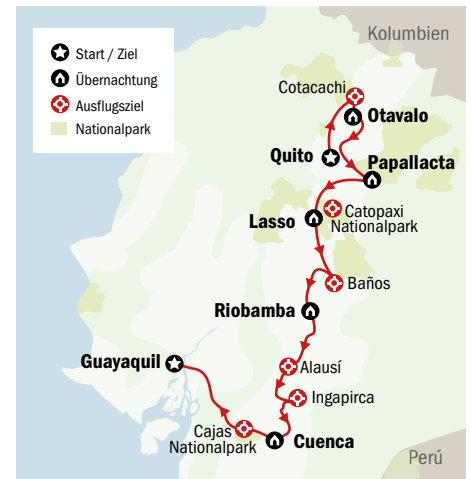 Kolumbien
Start / Ziel
Übernachtung
Ausflugsziel
Nationalpark
Cotacachi
Otavalo
Quito
Papallacta
Lasso
Catopaxi
Nationalpark
Baños
Riobamba
Guayaquil
Alausí
Ingapirca
Cajas
Nationalpark
Cuenca
Perú